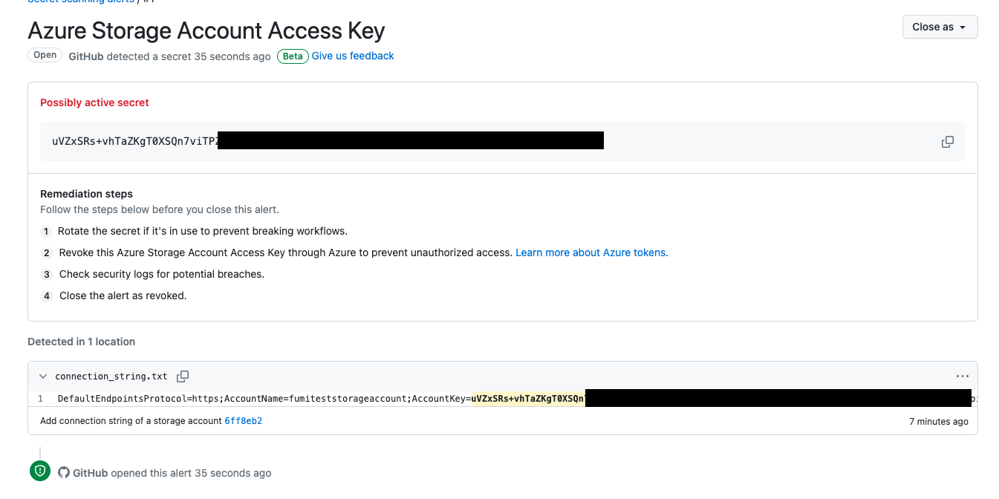 Secret scanning alerts / #1
Azure Storage Account Access Key
Close as
Open GitHub detected a secret 35 seconds ago Beta Give us feedback
Possibly active secret
uVZxSRs+vhTaZKgT0XSQn7viTPZ
Remediation steps
Follow the steps below before you close this alert.
1 Rotate the secret if it's in use to prevent breaking workflows.
2 Revoke this Azure Storage Account Access Key through Azure to prevent unauthorized access. Learn more about Azure tokens.
3 Check security logs for potential breaches.
4 Close the alert as revoked.
Detected in 1 location
connection_string.txt
1 DefaultEndpointsProtocol=https;AccountName=fumiteststorageaccount;AccountKey=uVZxSRs+vhTaZKgT0XSQn
Add connection string of a storage account 6ff8eb2
7 minutes ago
GitHub opened this alert 35 seconds ago